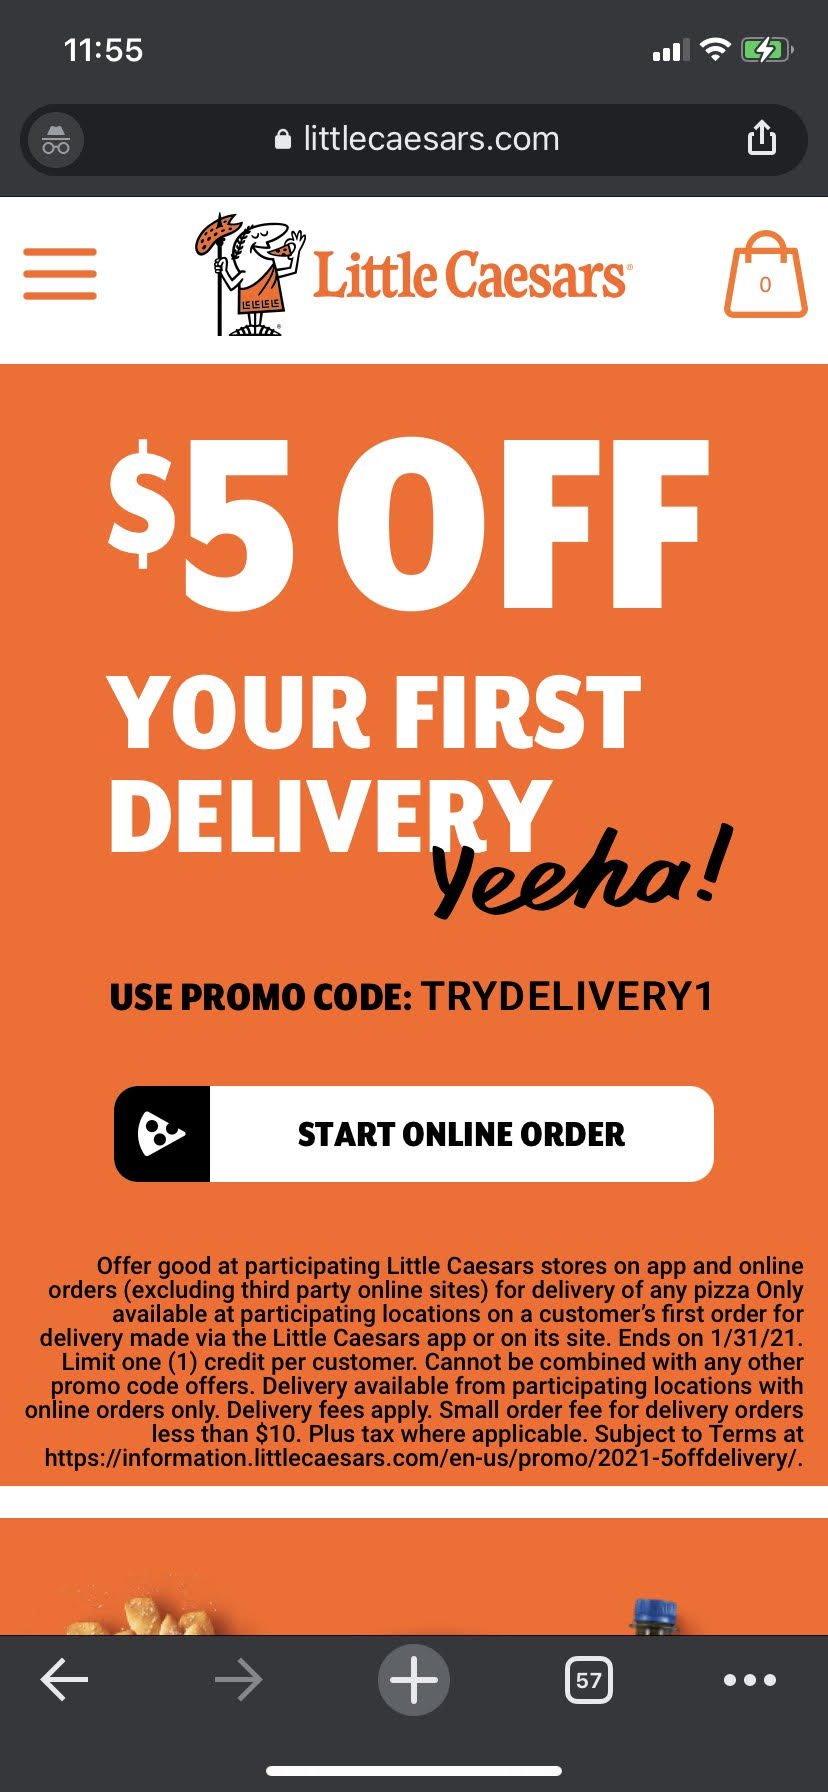 11:55
littlecaesars.com
LELELELE
Little Caesars®
0
$5 OFF
YOUR FIRST
DELIVERY
Yeeha!
USE PROMO CODE: TRYDELIVERY1
START ONLINE ORDER
Offer good at participating Little Caesars stores on app and online
orders (excluding third party online sites) for delivery of any pizza Only
available at participating locations on a customer's first order for
delivery made via the Little Caesars app or on its site. Ends on 1/31/21.
Limit one (1) credit per customer. Cannot be combined with any other
promo code offers. Delivery available from participating locations with
online orders only. Delivery fees apply. Small order fee for delivery orders
less than $10. Plus tax where applicable. Subject to Terms at
https://information.littlecaesars.com/en-us/promo/2021-5offdelivery/.
57